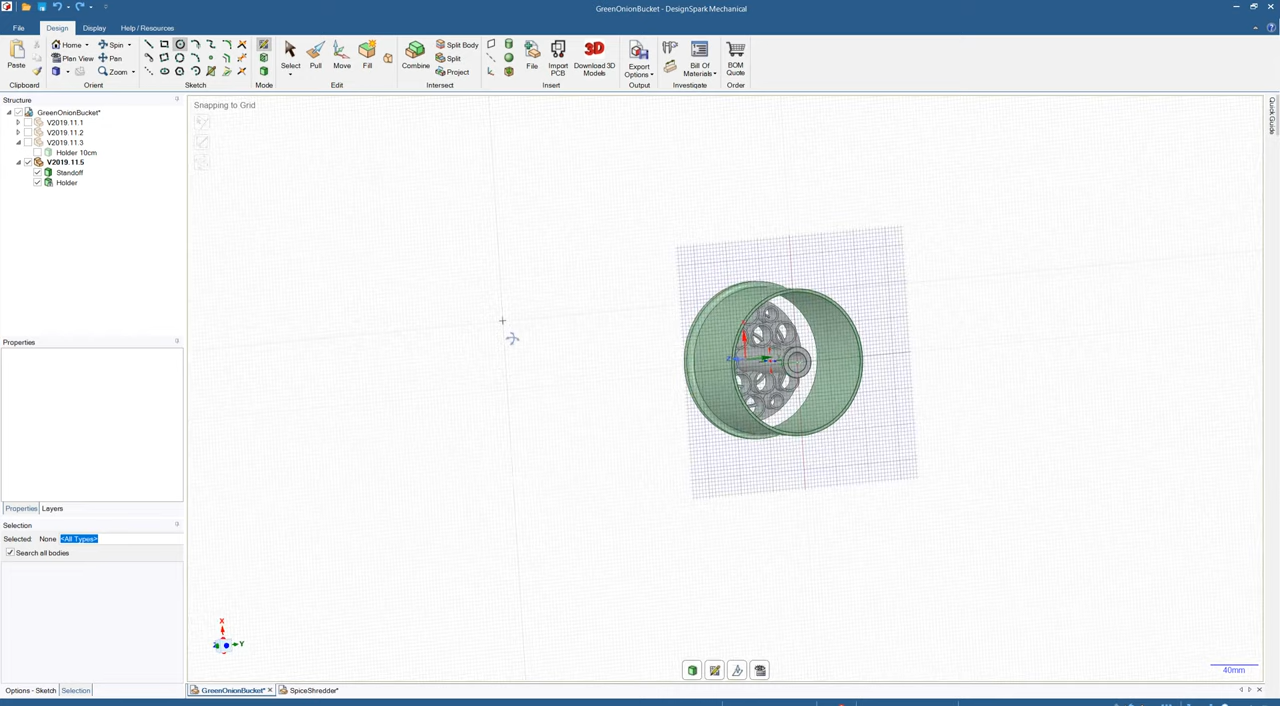 GreenOnionBucket - DesignSpark Mechanical
File Design Display Help / Resources
Home Spin
Plan View Pan
Zoom
Paste Select Pull Move Fill Combine Split Body
Split
Project
File Import PCB Download 3D Models Export Options Bill Of Materials BOM Quote
3D
Clipboard Orient Sketch Mode Edit Intersect Insert Output Investigate Order
Structure
GreenOnionBucket*
V2019.11.1
V2019.11.2
V2019.11.3
Holder 10cm
V2019.11.5
Standoff
Holder
Snapping to Grid
Quick Guide
Properties
Properties Layers
Selection
Selected: None <All Types>
Search all bodies
X
Y
Z
40mm
Options - Sketch Selection
GreenOnionBucket* SpiceShredder*